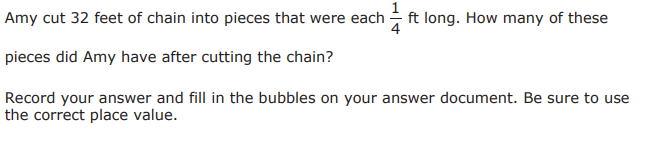 Amy cut 32 feet of chain into pieces that were each 1/4 ft long. How many of these
pieces did Amy have after cutting the chain?
Record your answer and fill in the bubbles on your answer document. Be sure to use
the correct place value.